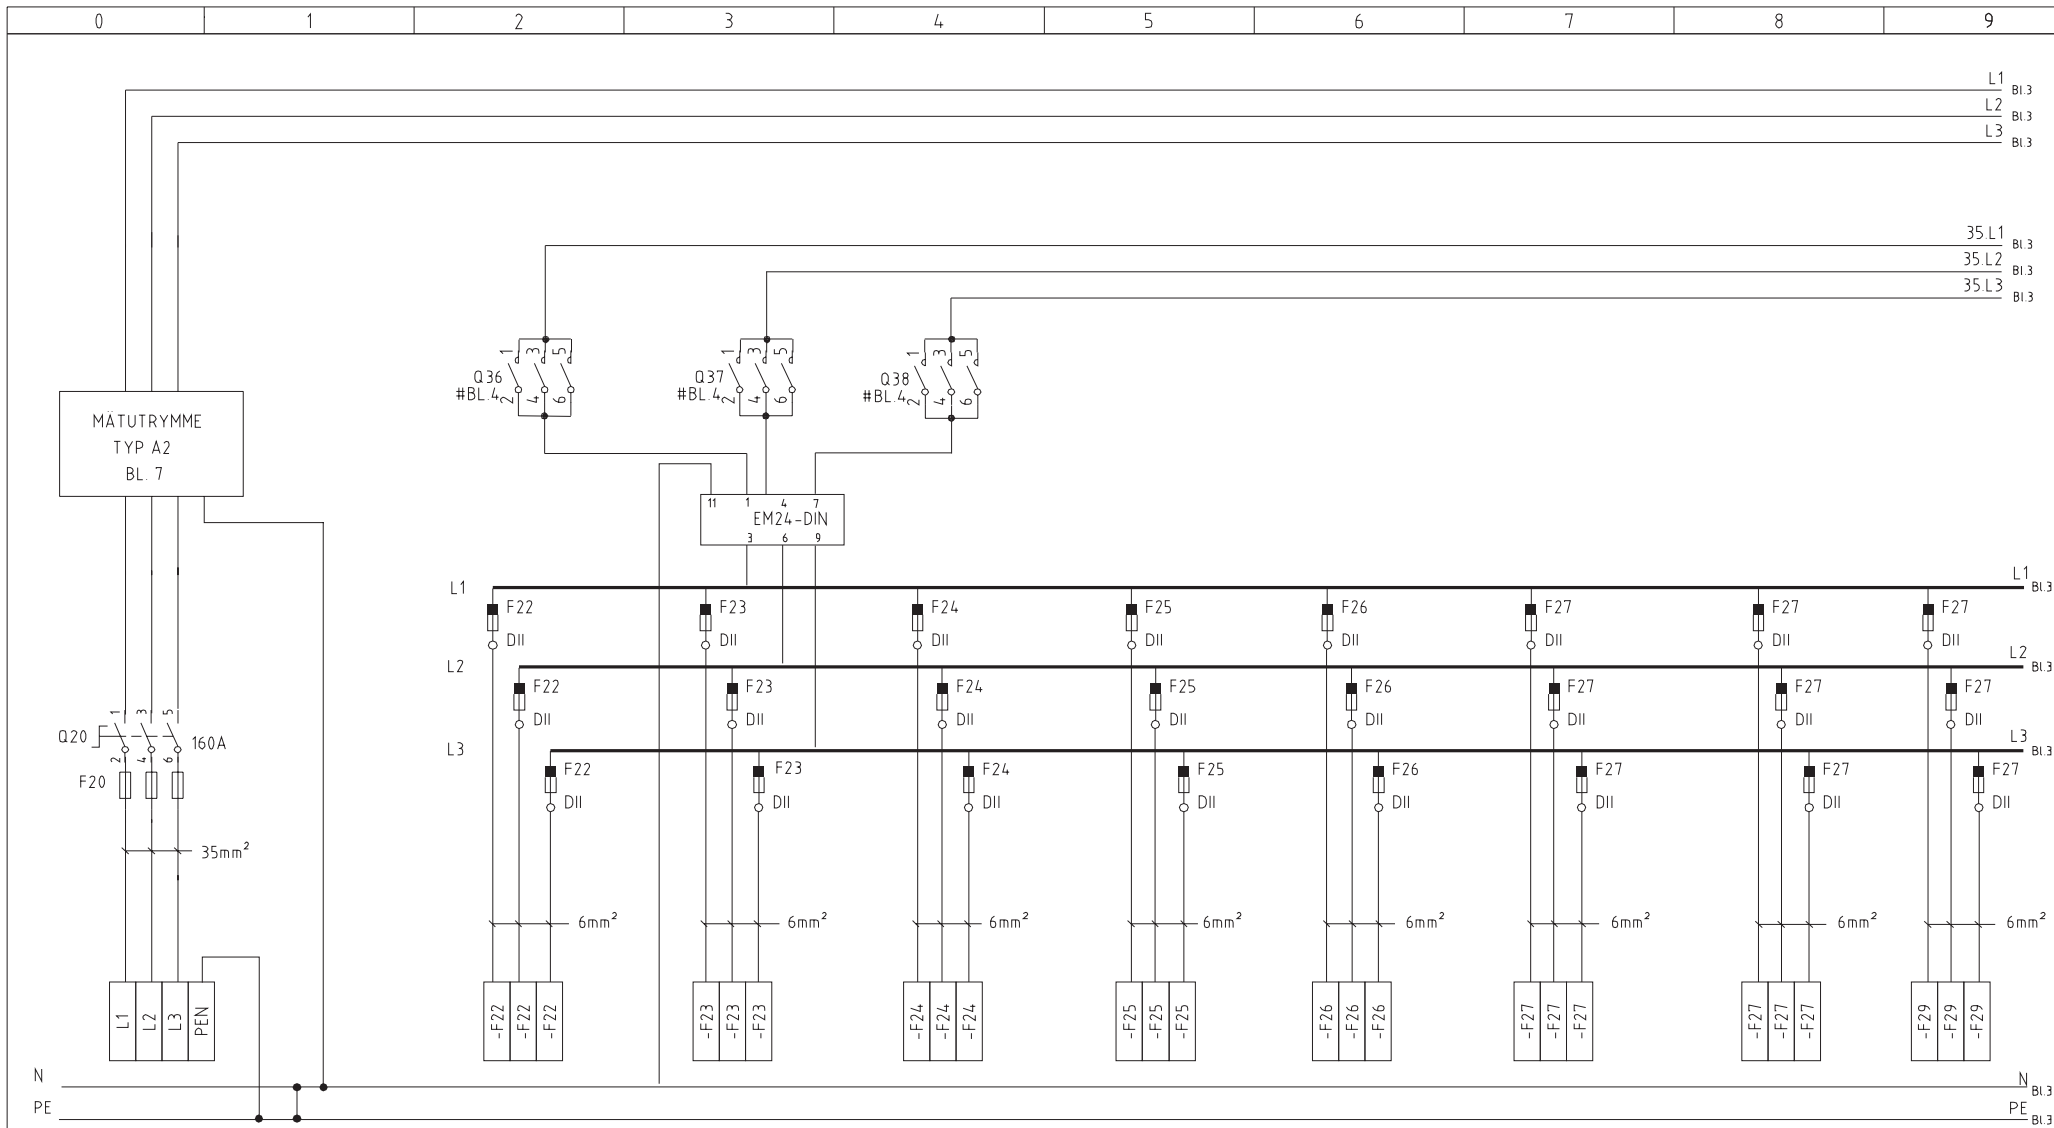 0 1 2 3 4 5 6 7 8 9
L1 Bl.3
L2 Bl.3
L3 Bl.3
35.L1 Bl.3
35.L2 Bl.3
35.L3 Bl.3
1 3 5 1 3 5 1 3 5
Q36 Q37 Q38
#BL.4 #BL.4 #BL.4
2 4 6 2 4 6 2 4 6
MÄTUTRYMME
TYP A2
BL. 7
11 1 4 7
EM24-DIN
3 6 9
L1 L1 Bl.3
F22 F23 F24 F25 F26 F27 F27 F27
DII DII DII DII DII DII DII DII
L2 L2 Bl.3
F22 F23 F24 F25 F26 F27 F27 F27
DII DII DII DII DII DII DII DII
1 3 5
Q20 160A
2 4 6
L3 L3 Bl.3
F20
F22 F23 F24 F25 F26 F27 F27 F27
DII DII DII DII DII DII DII DII
35mm²
6mm² 6mm² 6mm² 6mm² 6mm² 6mm² 6mm² 6mm²
L1 L2 L3 PEN
-F22 -F22 -F22 -F23 -F23 -F23 -F24 -F24 -F24 -F25 -F25 -F25 -F26 -F26 -F26 -F27 -F27 -F27 -F27 -F27 -F27 -F29 -F29 -F29
N N Bl.3
PE PE Bl.3